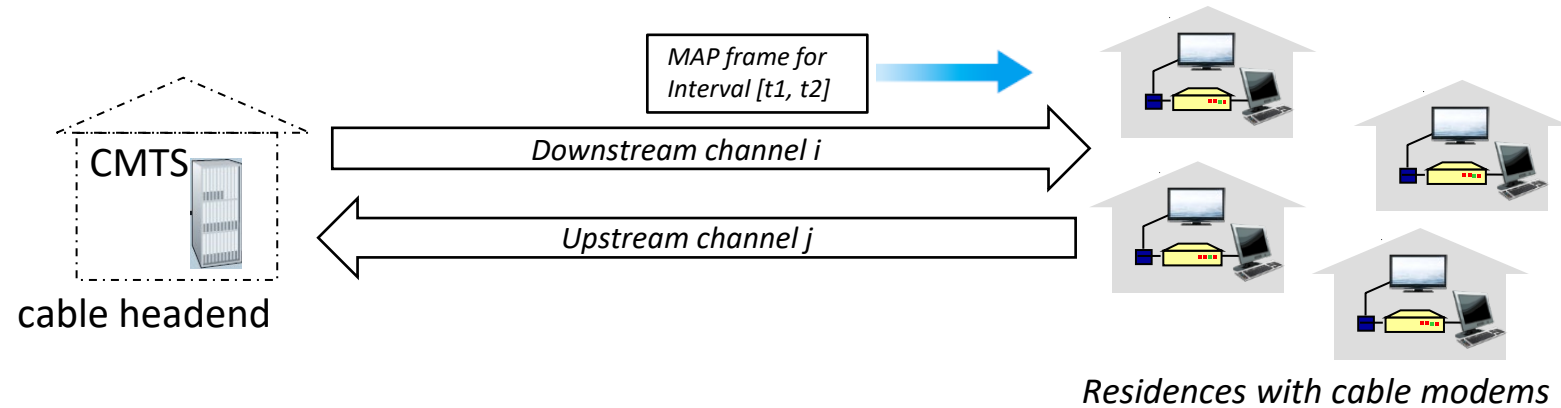 MAP frame for
Interval [t1, t2]
Downstream channel i
CMTS
Upstream channel j
cable headend
Residences with cable modems